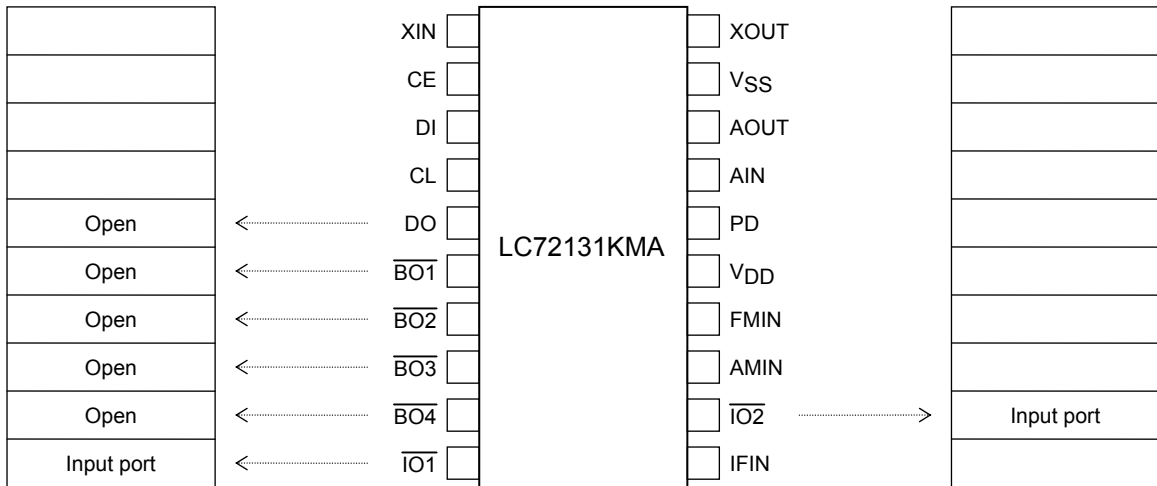 XIN XOUT
CE VSS
DI AOUT
CL AIN
Open DO PD
LC72131KMA
Open BO1 VDD
Open BO2 FMIN
Open BO3 AMIN
Open BO4 IO2 Input port
Input port IO1 IFIN